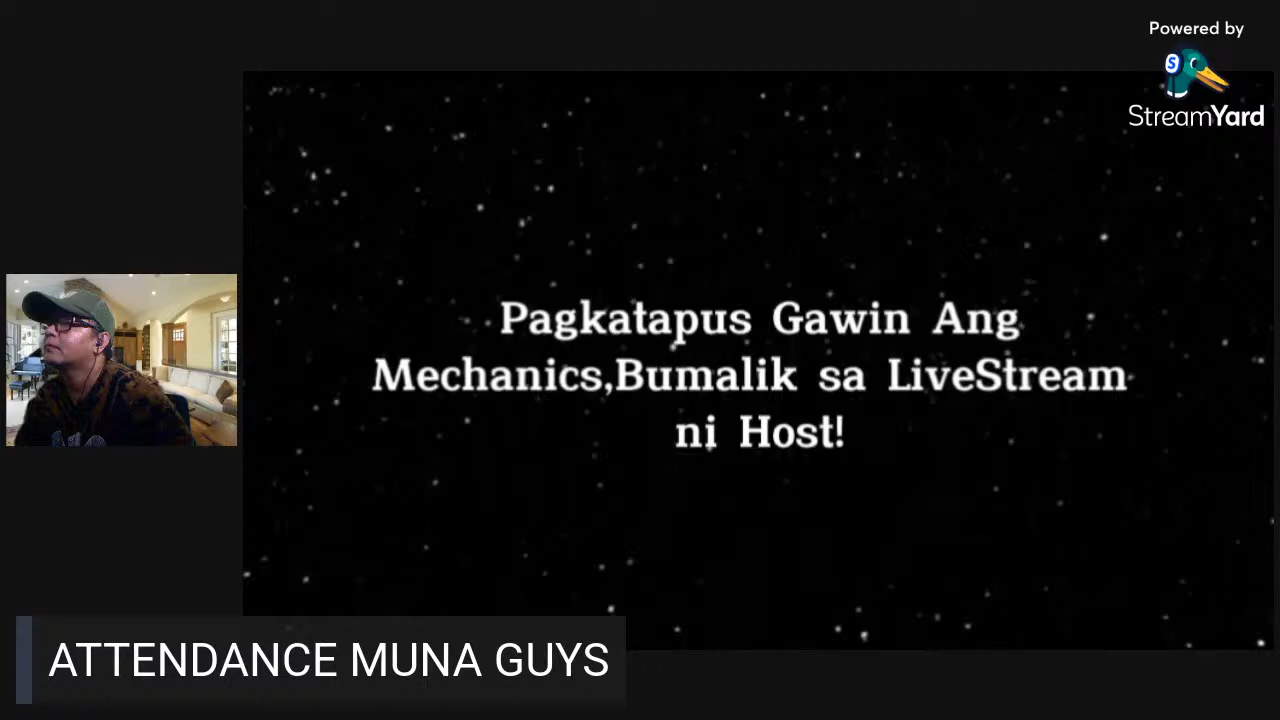 Powered by
S
StreamYard
Pagkatapus Gawin Ang
Mechanics,Bumalik sa LiveStream
ni Host!
ATTENDANCE MUNA GUYS